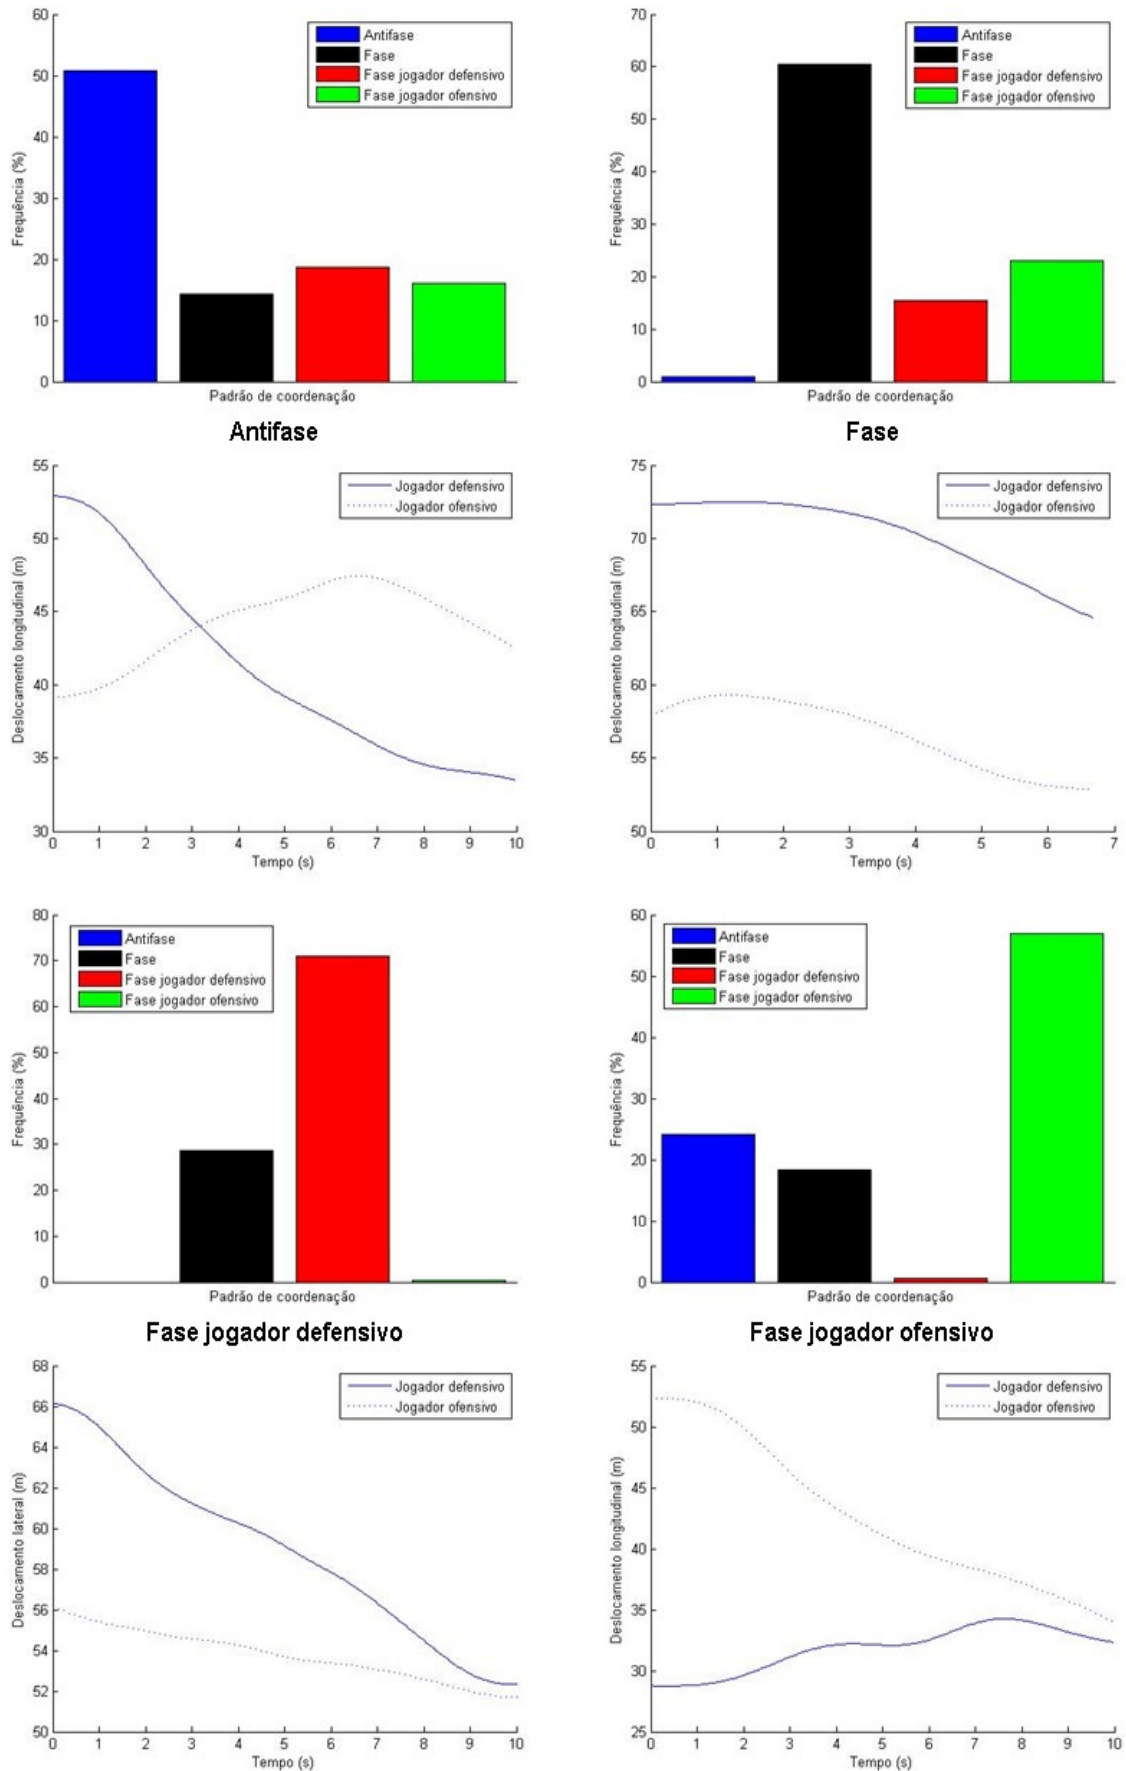 60
50
40
30
20
10
0
Frequência (%)
Antifase
Fase
Fase jogador defensivo
Fase jogador ofensivo
Padrão de coordenação
70
60
50
40
30
20
10
0
Frequência (%)
Antifase
Fase
Fase jogador defensivo
Fase jogador ofensivo
Padrão de coordenação
Antifase
Fase
55
50
45
40
35
30
Deslocamento longitudinal (m)
Jogador defensivo
Jogador ofensivo
0 1 2 3 4 5 6 7 8 9 10
Tempo (s)
75
70
65
60
55
50
Deslocamento longitudinal (m)
Jogador defensivo
Jogador ofensivo
0 1 2 3 4 5 6 7
Tempo (s)
80
70
60
50
40
30
20
10
0
Frequência (%)
Antifase
Fase
Fase jogador defensivo
Fase jogador ofensivo
Padrão de coordenação
60
50
40
30
20
10
0
Frequência (%)
Antifase
Fase
Fase jogador defensivo
Fase jogador ofensivo
Padrão de coordenação
Fase jogador defensivo
Fase jogador ofensivo
68
66
64
62
60
58
56
54
52
50
Deslocamento lateral (m)
Jogador defensivo
Jogador ofensivo
0 1 2 3 4 5 6 7 8 9 10
Tempo (s)
55
50
45
40
35
30
25
Deslocamento longitudinal (m)
Jogador defensivo
Jogador ofensivo
0 1 2 3 4 5 6 7 8 9 10
Tempo (s)